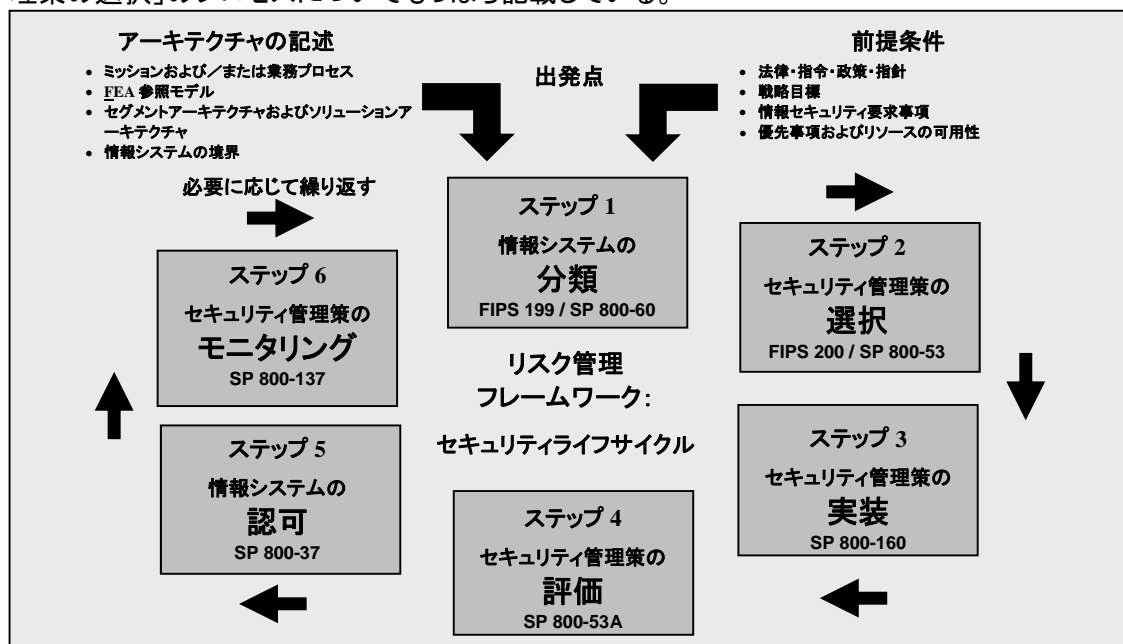 アーキテクチャの記述
• ミッションおよび/または業務プロセス
• FEA 参照モデル
• セグメントアーキテクチャおよびソリューションア
ーキテクチャ
• 情報システムの境界
出発点
前提条件
• 法律・指令・政策・指針
• 戦略目標
• 情報セキュリティ要求事項
• 優先事項およびリソースの可用性
必要に応じて繰り返す
ステップ 1
情報システムの
分類
FIPS 199 / SP 800-60
ステップ 2
セキュリティ管理策の
選択
FIPS 200 / SP 800-53
ステップ 6
セキュリティ管理策の
モニタリング
SP 800-137
リスク管理
フレームワーク:
セキュリティライフサイクル
ステップ 3
セキュリティ管理策の
実装
SP 800-160
ステップ 5
情報システムの
認可
SP 800-37
ステップ 4
セキュリティ管理策の
評価
SP 800-53A